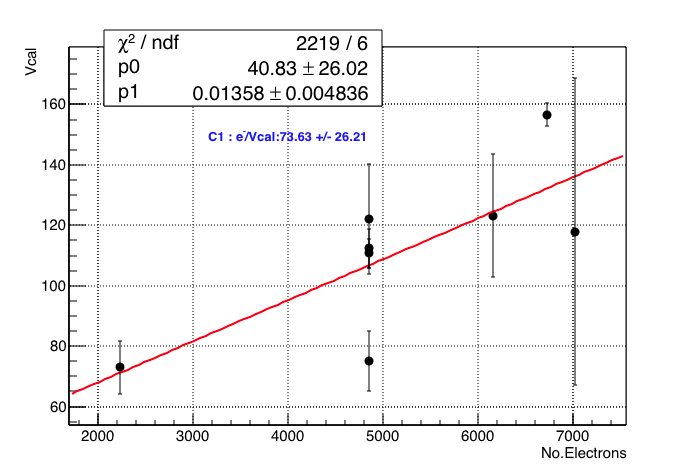 χ² / ndf 2219 / 6
p0 40.83 ± 26.02
p1 0.01358 ± 0.004836
C1 : e⁻/Vcal:73.63 +/- 26.21
Vcal
160
140
120
100
80
60
2000 3000 4000 5000 6000 7000
No.Electrons